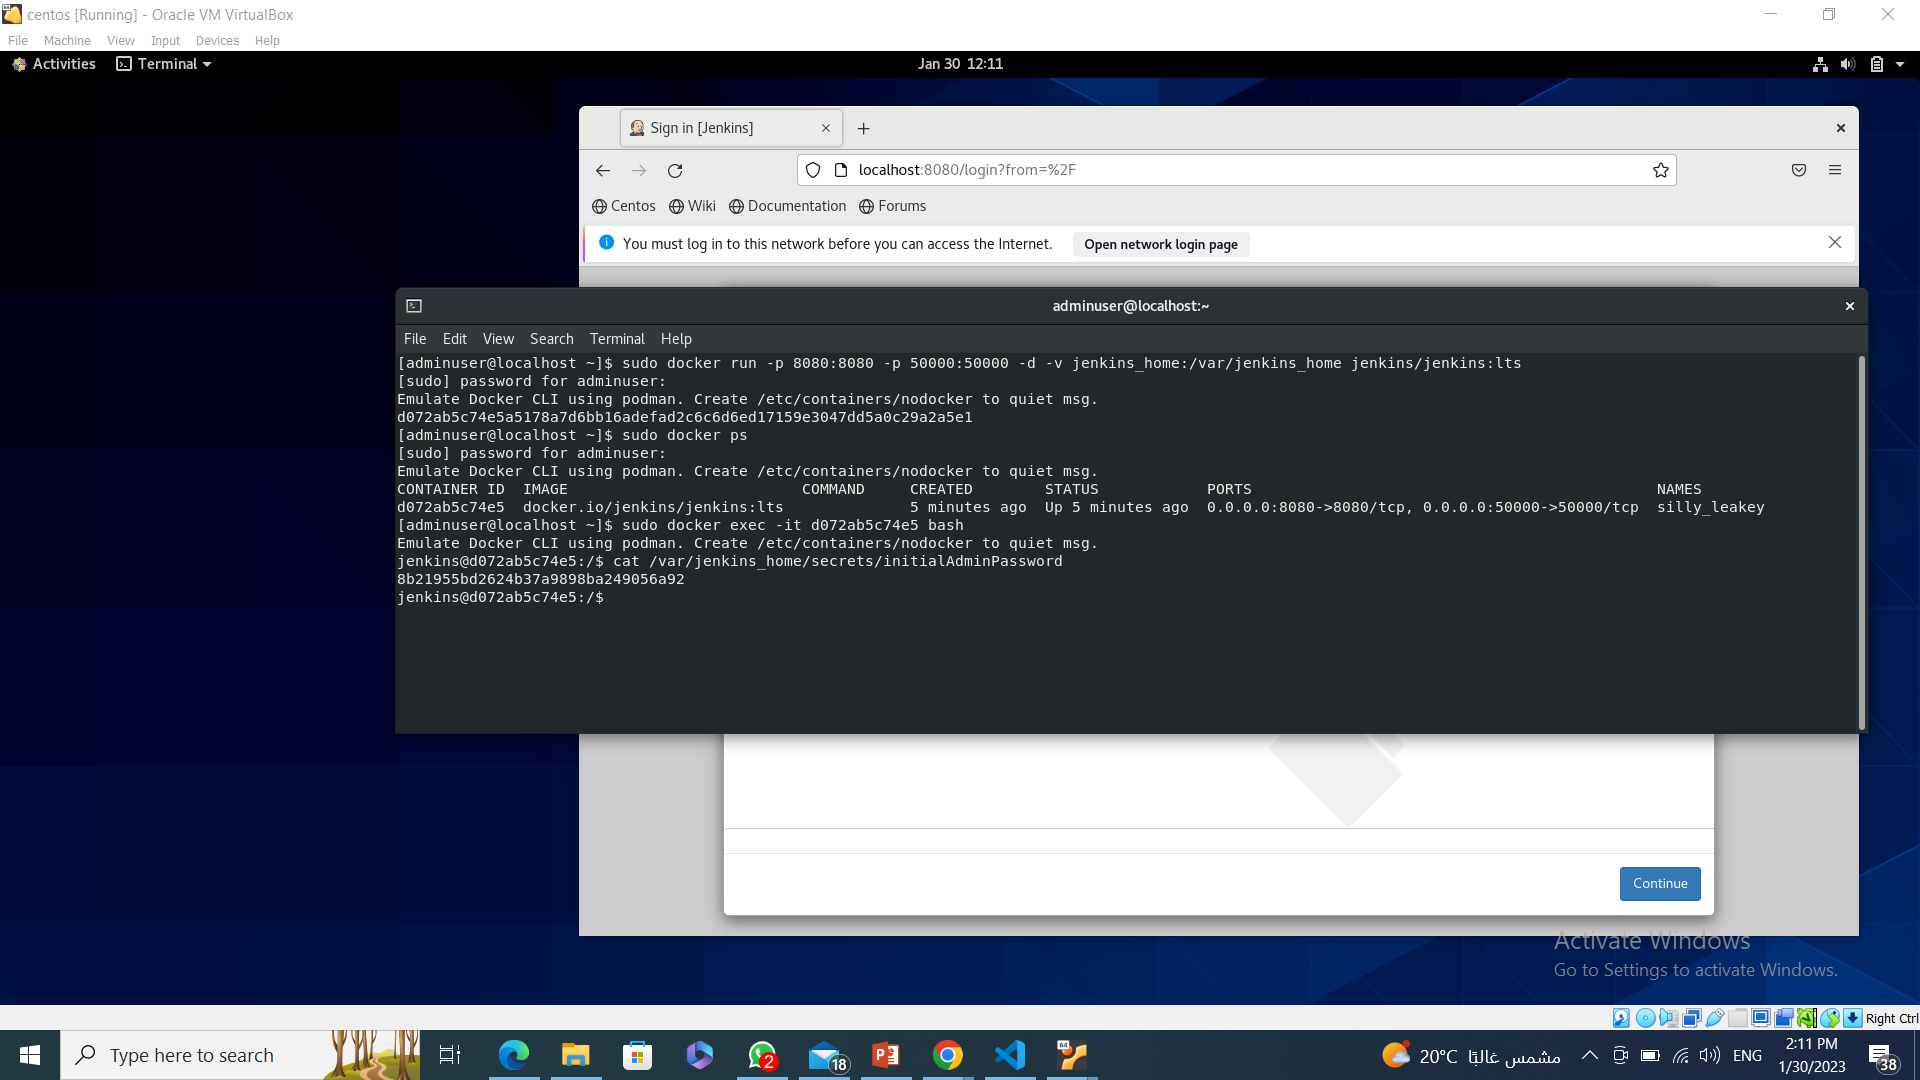 centos [Running] - Oracle VM VirtualBox
File Machine View Input Devices Help
Activities Terminal Jan 30 12:11
Sign in [Jenkins]
localhost:8080/login?from=%2F
Centos Wiki Documentation Forums
You must log in to this network before you can access the Internet. Open network login page
adminuser@localhost:~
File Edit View Search Terminal Help
[adminuser@localhost ~]$ sudo docker run -p 8080:8080 -p 50000:50000 -d -v jenkins_home:/var/jenkins_home jenkins/jenkins:lts
[sudo] password for adminuser:
Emulate Docker CLI using podman. Create /etc/containers/nodocker to quiet msg.
d072ab5c74e5a5178a7d6bb16adefad2c6c6d6ed17159e3047dd5a0c29a2a5e1
[adminuser@localhost ~]$ sudo docker ps
[sudo] password for adminuser:
Emulate Docker CLI using podman. Create /etc/containers/nodocker to quiet msg.
CONTAINER ID IMAGE COMMAND CREATED STATUS PORTS NAMES
d072ab5c74e5 docker.io/jenkins/jenkins:lts 5 minutes ago Up 5 minutes ago 0.0.0.0:8080->8080/tcp, 0.0.0.0:50000->50000/tcp silly_leakey
[adminuser@localhost ~]$ sudo docker exec -it d072ab5c74e5 bash
Emulate Docker CLI using podman. Create /etc/containers/nodocker to quiet msg.
jenkins@d072ab5c74e5:/$ cat /var/jenkins_home/secrets/initialAdminPassword
8b21955bd2624b37a9898ba249056a92
jenkins@d072ab5c74e5:/$
Continue
Activate Windows
Go to Settings to activate Windows.
Right Ctrl
Type here to search
2
18
64
20°C مشمس غالبًا
ENG
2:11 PM
1/30/2023
38